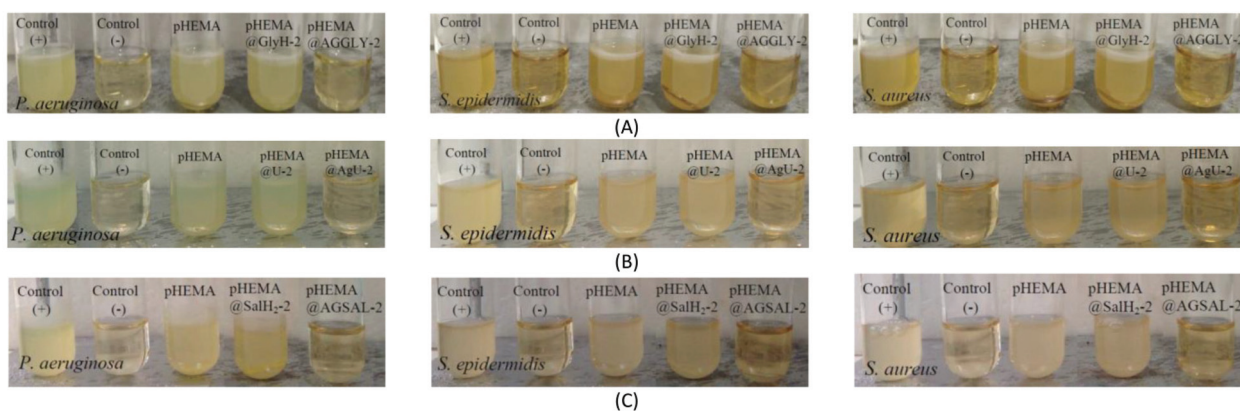 Control (+)
Control (-)
pHEMA
pHEMA @GlyH-2
pHEMA @AGGLY-2
P. aeruginosa
Control (+)
Control (-)
pHEMA
pHEMA @GlyH-2
pHEMA @AGGLY-2
S. epidermidis
Control (+)
Control (-)
pHEMA
pHEMA @GlyH-2
pHEMA @AGGLY-2
S. aureus
(A)
Control (+)
Control (-)
pHEMA
pHEMA @U-2
pHEMA @AgU-2
P. aeruginosa
Control (+)
Control (-)
pHEMA
pHEMA @U-2
pHEMA @AgU-2
S. epidermidis
Control (+)
Control (-)
pHEMA
pHEMA @U-2
pHEMA @AgU-2
S. aureus
(B)
Control (+)
Control (-)
pHEMA
pHEMA @SalH₂-2
pHEMA @AGSAL-2
P. aeruginosa
Control (+)
Control (-)
pHEMA
pHEMA @SalH₂-2
pHEMA @AGSAL-2
S. epidermidis
Control (+)
Control (-)
pHEMA
pHEMA @SalH₂-2
pHEMA @AGSAL-2
S. aureus
(C)